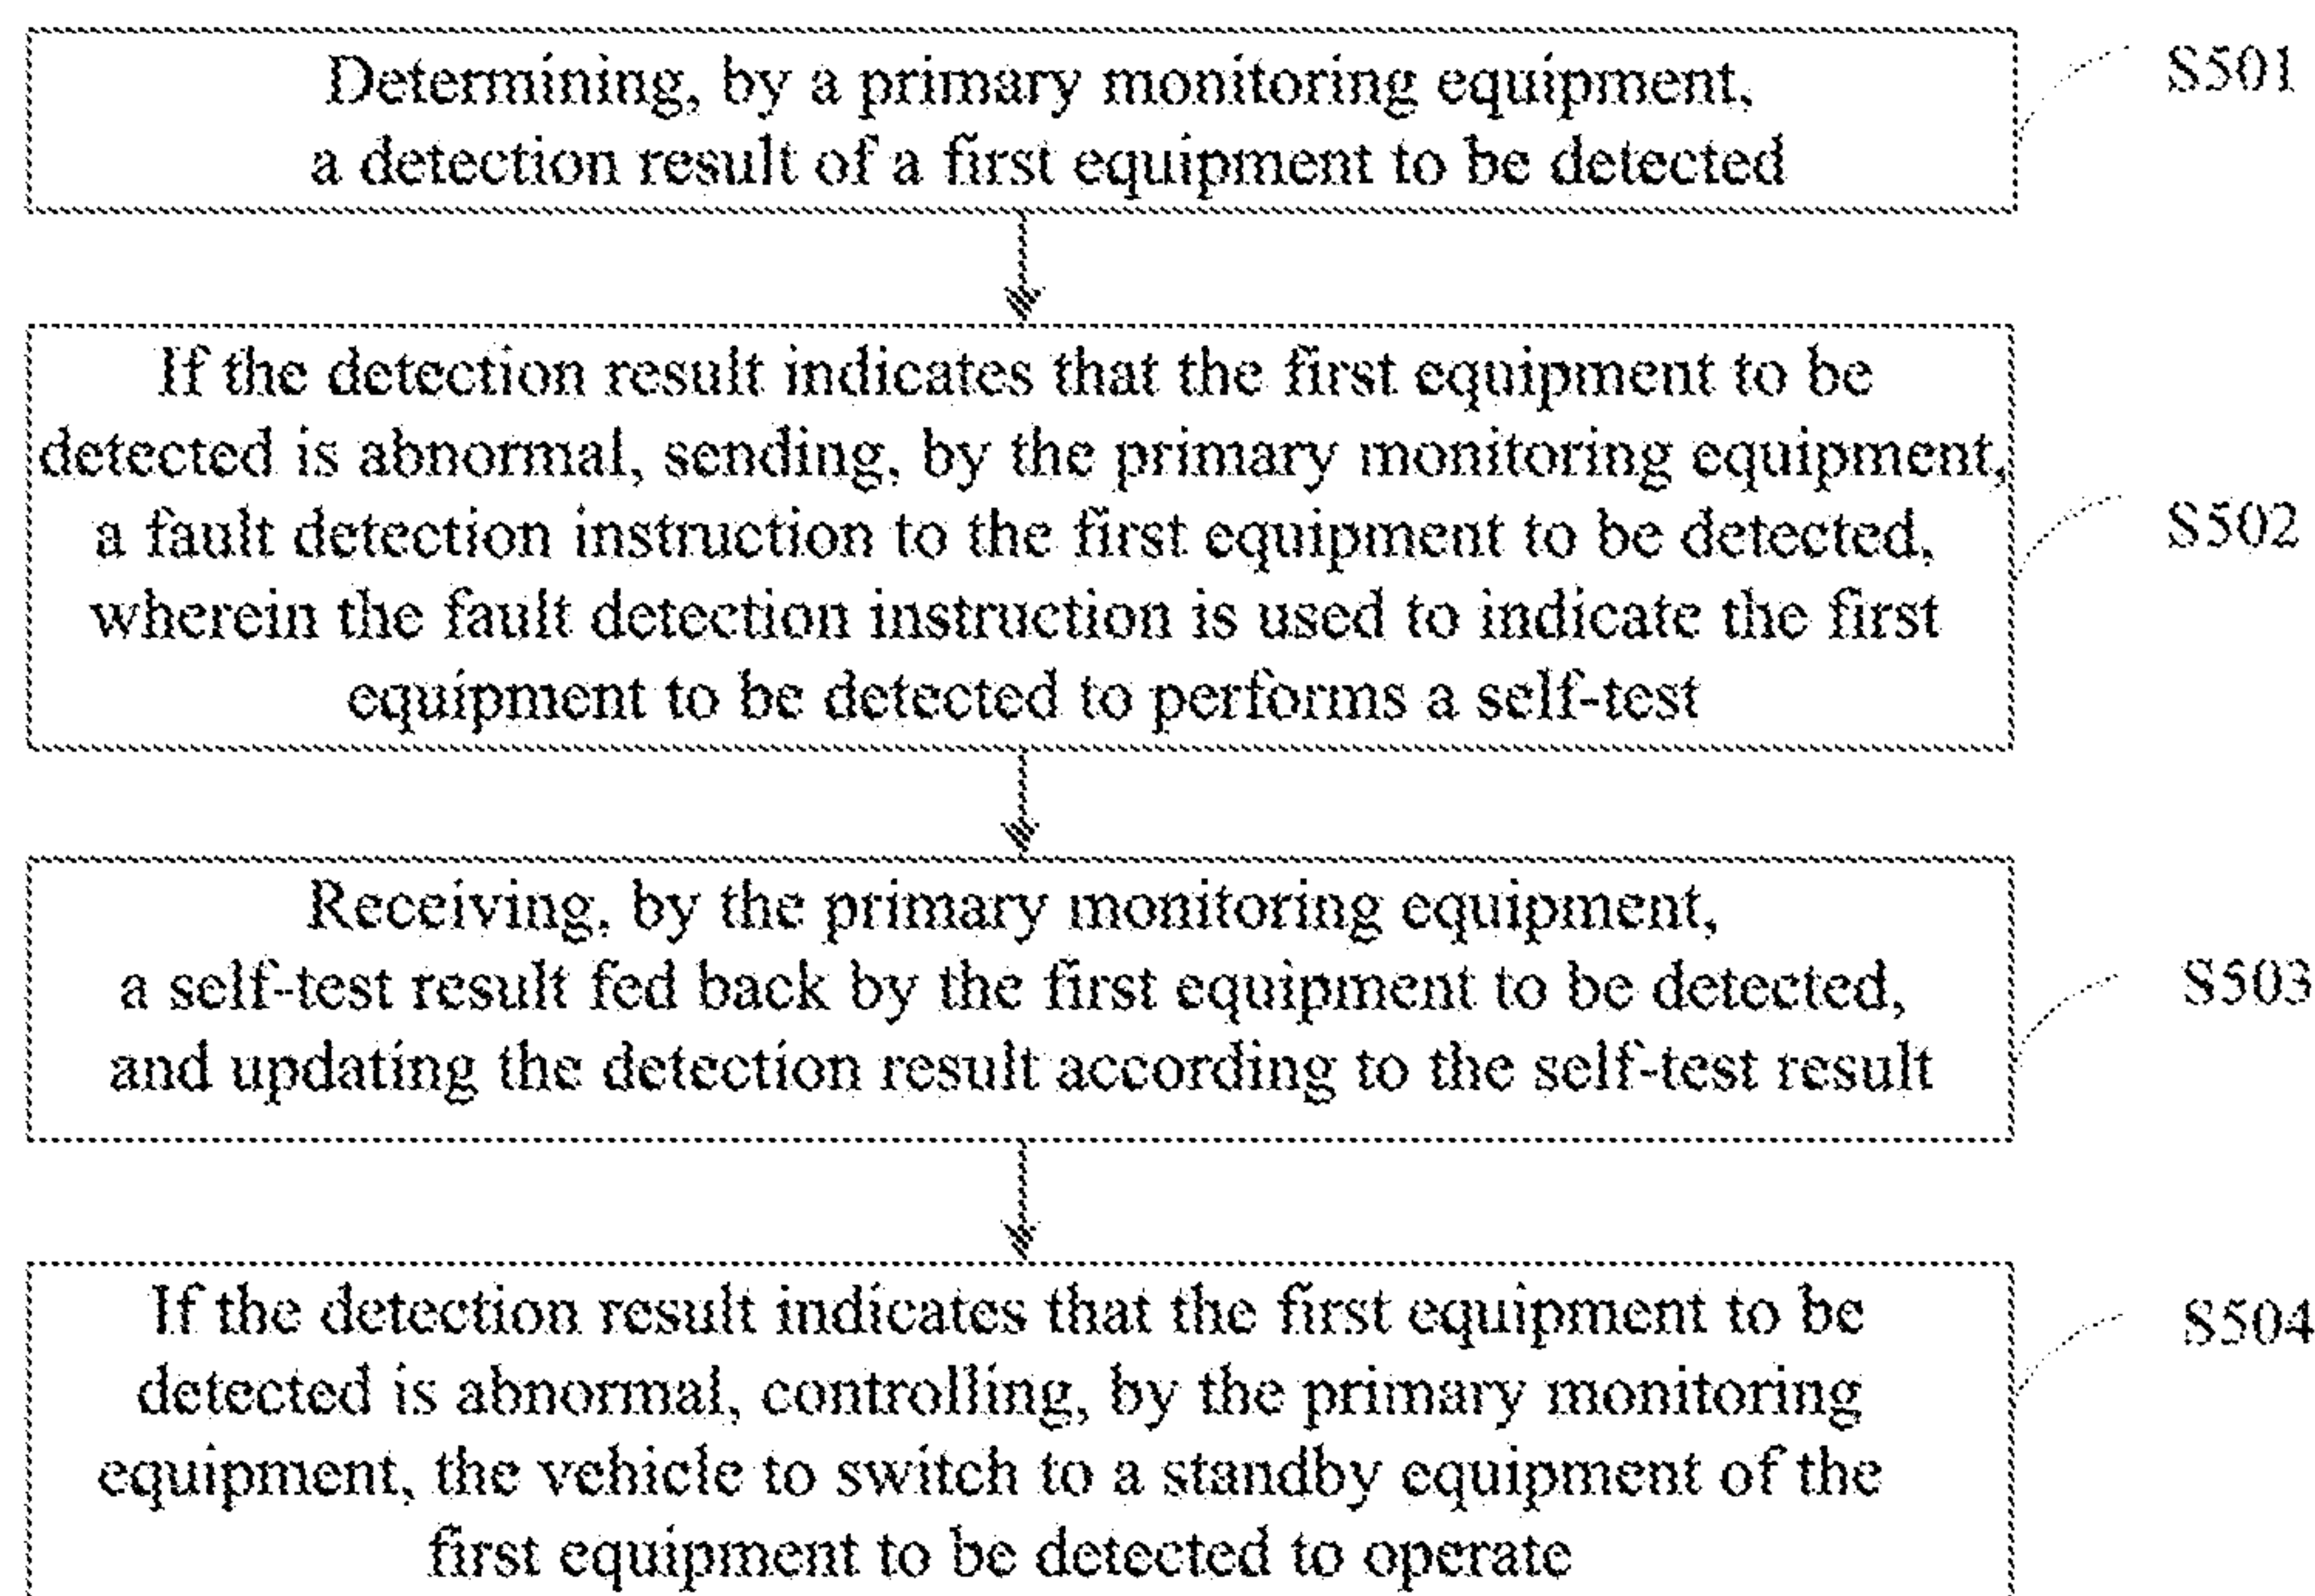 Determining, by a primary monitoring equipment,
a detection result of a first equipment to be detected
S501
If the detection result indicates that the first equipment to be
detected is abnormal, sending, by the primary monitoring equipment,
a fault detection instruction to the first equipment to be detected,
wherein the fault detection instruction is used to indicate the first
equipment to be detected to performs a self-test
S502
Receiving, by the primary monitoring equipment,
a self-test result fed back by the first equipment to be detected,
and updating the detection result according to the self-test result
S503
If the detection result indicates that the first equipment to be
detected is abnormal, controlling, by the primary monitoring
equipment, the vehicle to switch to a standby equipment of the
first equipment to be detected to operate
S504